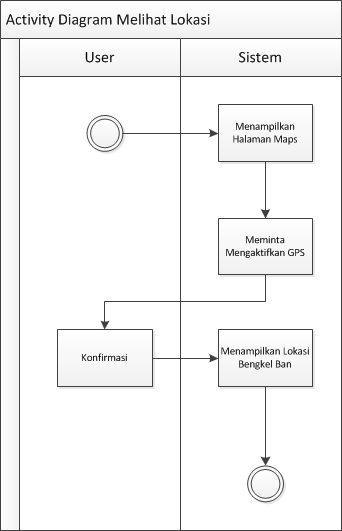 Activity Diagram Melihat Lokasi
User
Sistem
Menampilkan
Halaman Maps
Meminta
Mengaktifkan GPS
Konfirmasi
Menampilkan Lokasi
Bengkel Ban